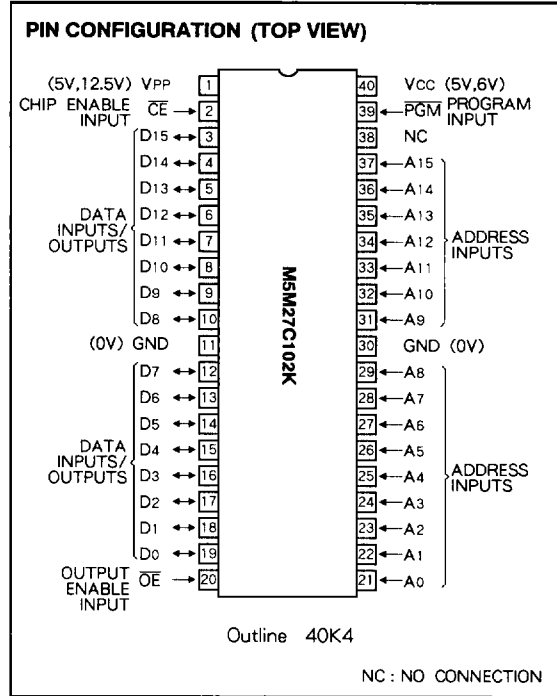 PIN CONFIGURATION (TOP VIEW)
(5V,12.5V) VPP 1 40 VCC (5V,6V)
CHIP ENABLE INPUT CE 2 39 PGM PROGRAM INPUT
D15 3 38 NC
D14 4 37 A15
D13 5 36 A14
D12 6 35 A13
DATA INPUTS/OUTPUTS D11 7 34 A12 ADDRESS INPUTS
D10 8 33 A11
D9 9 32 A10
D8 10 31 A9
(0V) GND 11 30 GND (0V)
M5M27C102K
D7 12 29 A8
D6 13 28 A7
D5 14 27 A6
DATA INPUTS/OUTPUTS D4 15 26 A5
D3 16 25 A4 ADDRESS INPUTS
D2 17 24 A3
D1 18 23 A2
D0 19 22 A1
OUTPUT ENABLE INPUT OE 20 21 A0
Outline 40K4
NC : NO CONNECTION